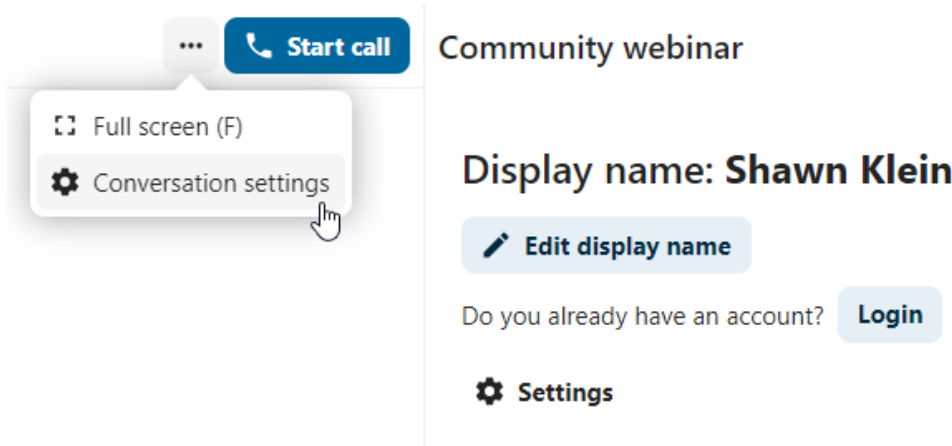 Start call
Full screen (F)
Conversation settings
Community webinar
Display name: Shawn Klein
Edit display name
Do you already have an account? Login
Settings